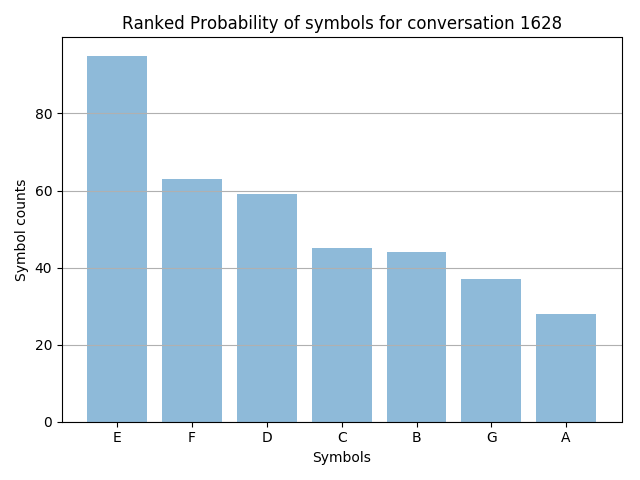 Ranked Probability of symbols for conversation 1628
Symbol counts
80
60
40
20
0
E F D C B G A
Symbols